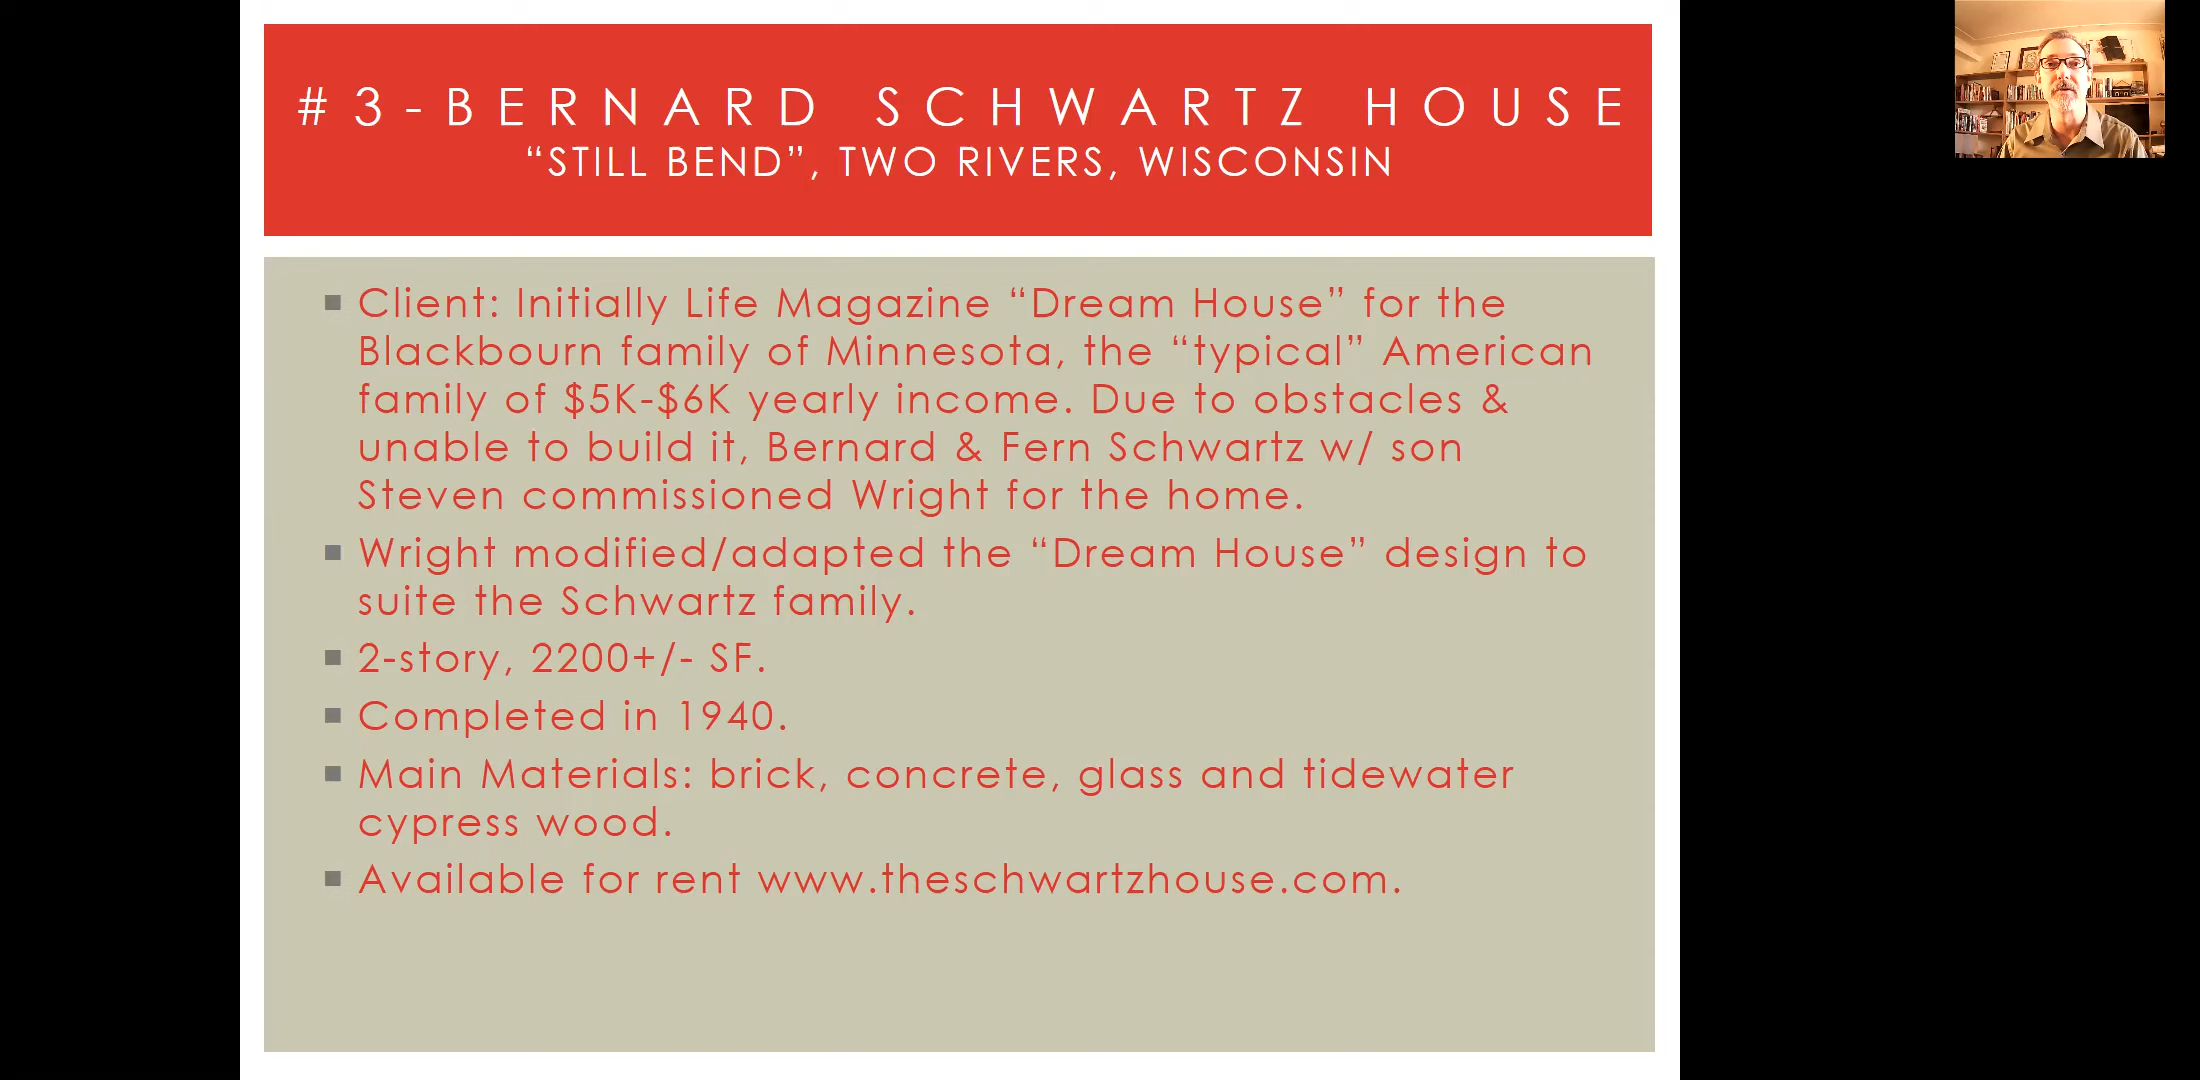 #3-BERNARD SCHWARTZ HOUSE
“STILL BEND”, TWO RIVERS, WISCONSIN
Client: Initially Life Magazine “Dream House” for the
Blackbourn family of Minnesota, the “typical” American
family of $5K-$6K yearly income. Due to obstacles &
unable to build it, Bernard & Fern Schwartz w/ son
Steven commissioned Wright for the home.
Wright modified/adapted the “Dream House” design to
suite the Schwartz family.
2-story, 2200+/- SF.
Completed in 1940.
Main Materials: brick, concrete, glass and tidewater
cypress wood.
Available for rent www.theschwartzhouse.com.